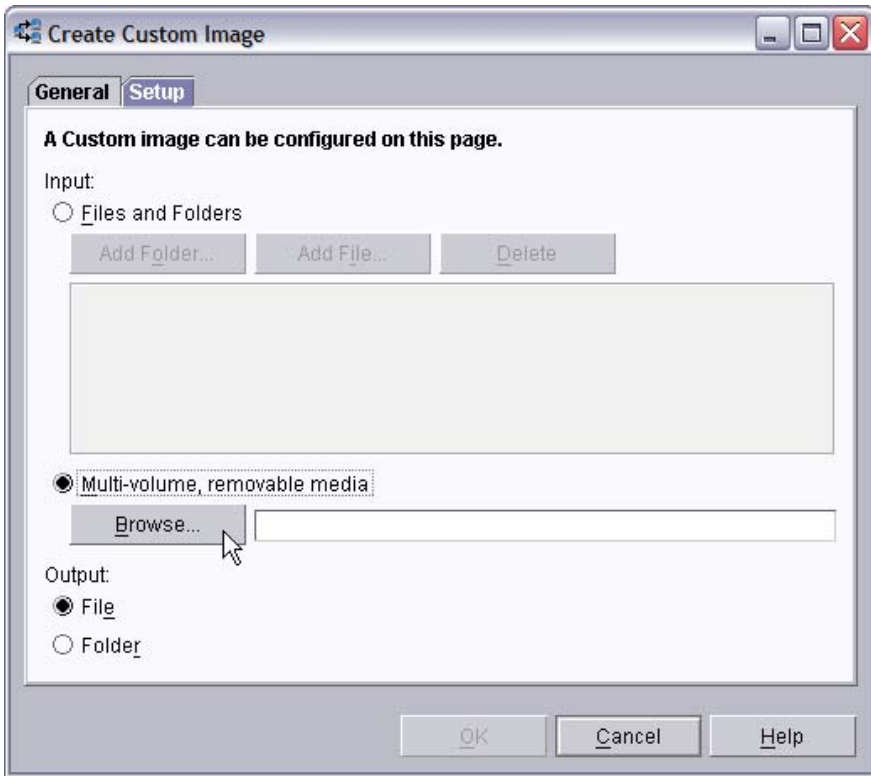 Create Custom Image
General Setup
A Custom image can be configured on this page.
Input:
Files and Folders
Add Folder... Add File... Delete
Multi-volume, removable media
Browse...
Output:
File
Folder
OK Cancel Help